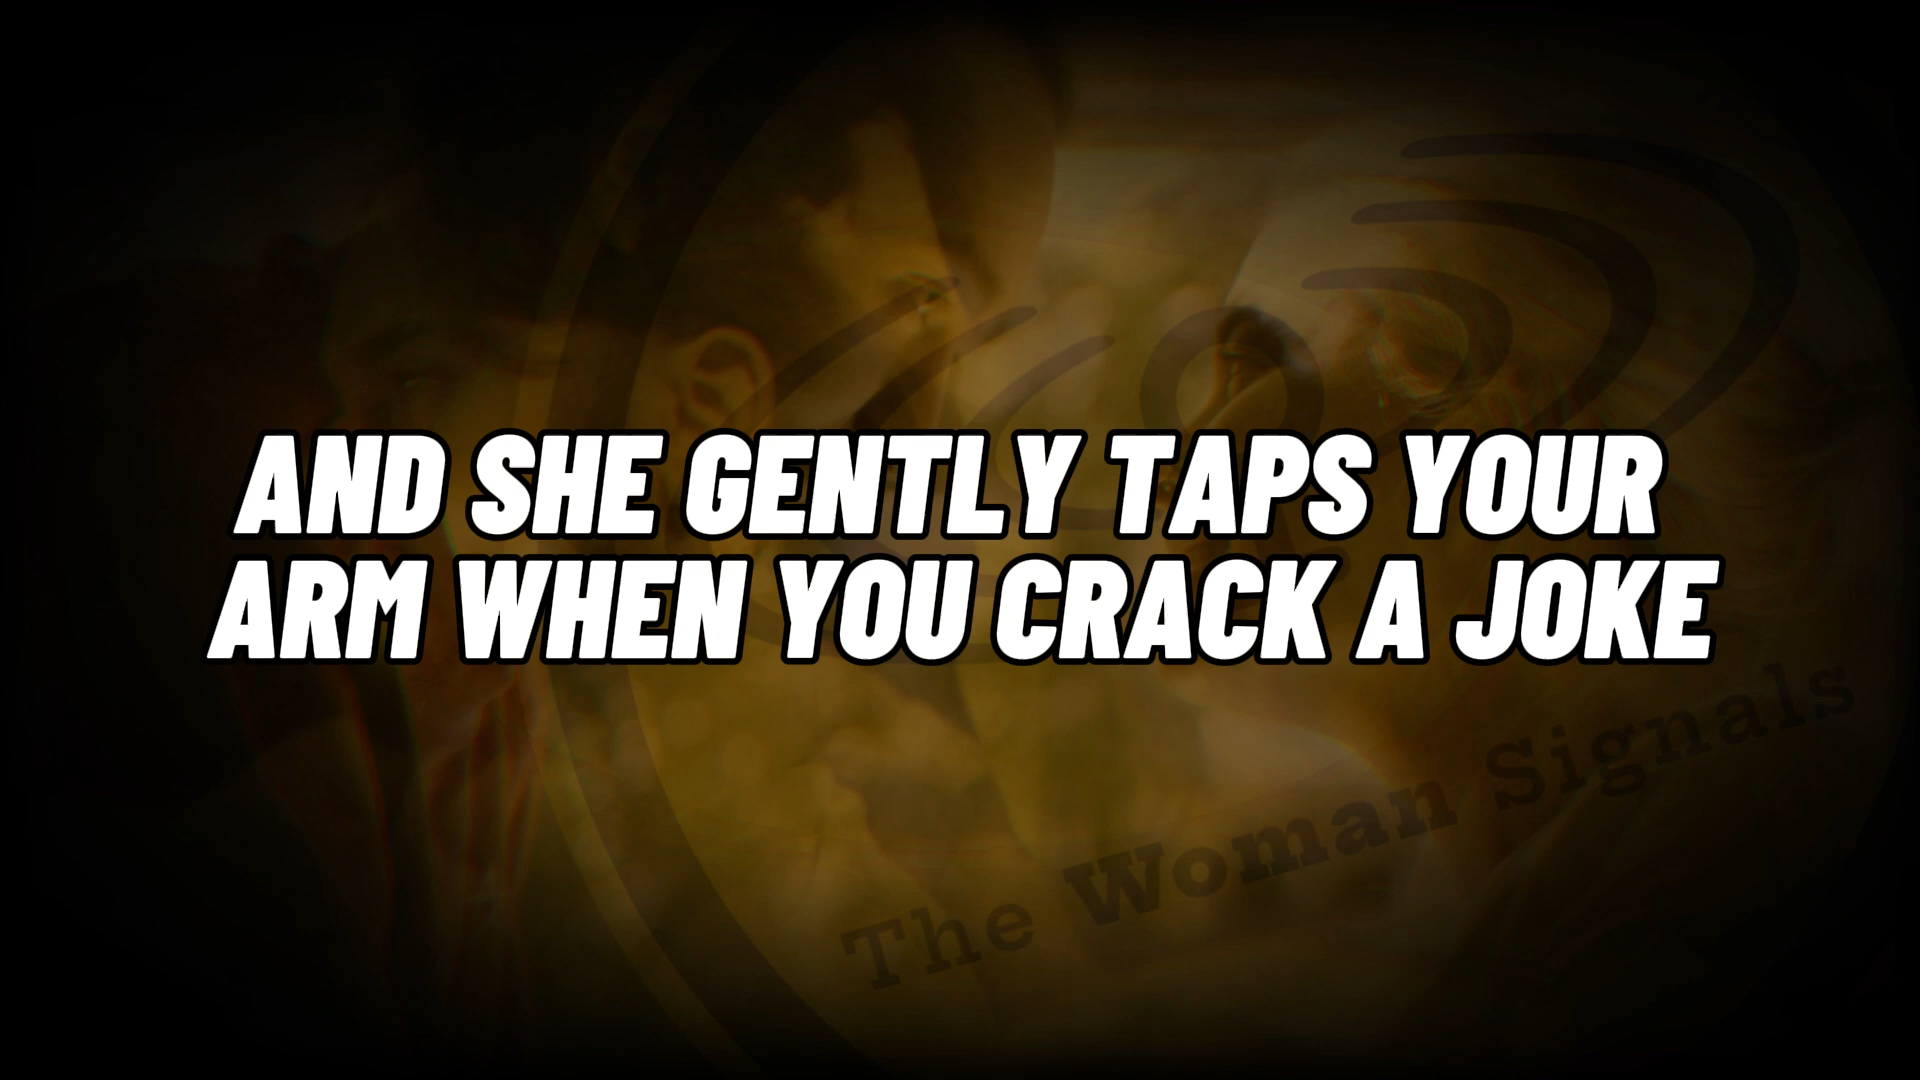 AND SHE GENTLY TAPS YOUR
ARM WHEN YOU CRACK A JOKE
The Woman Signals